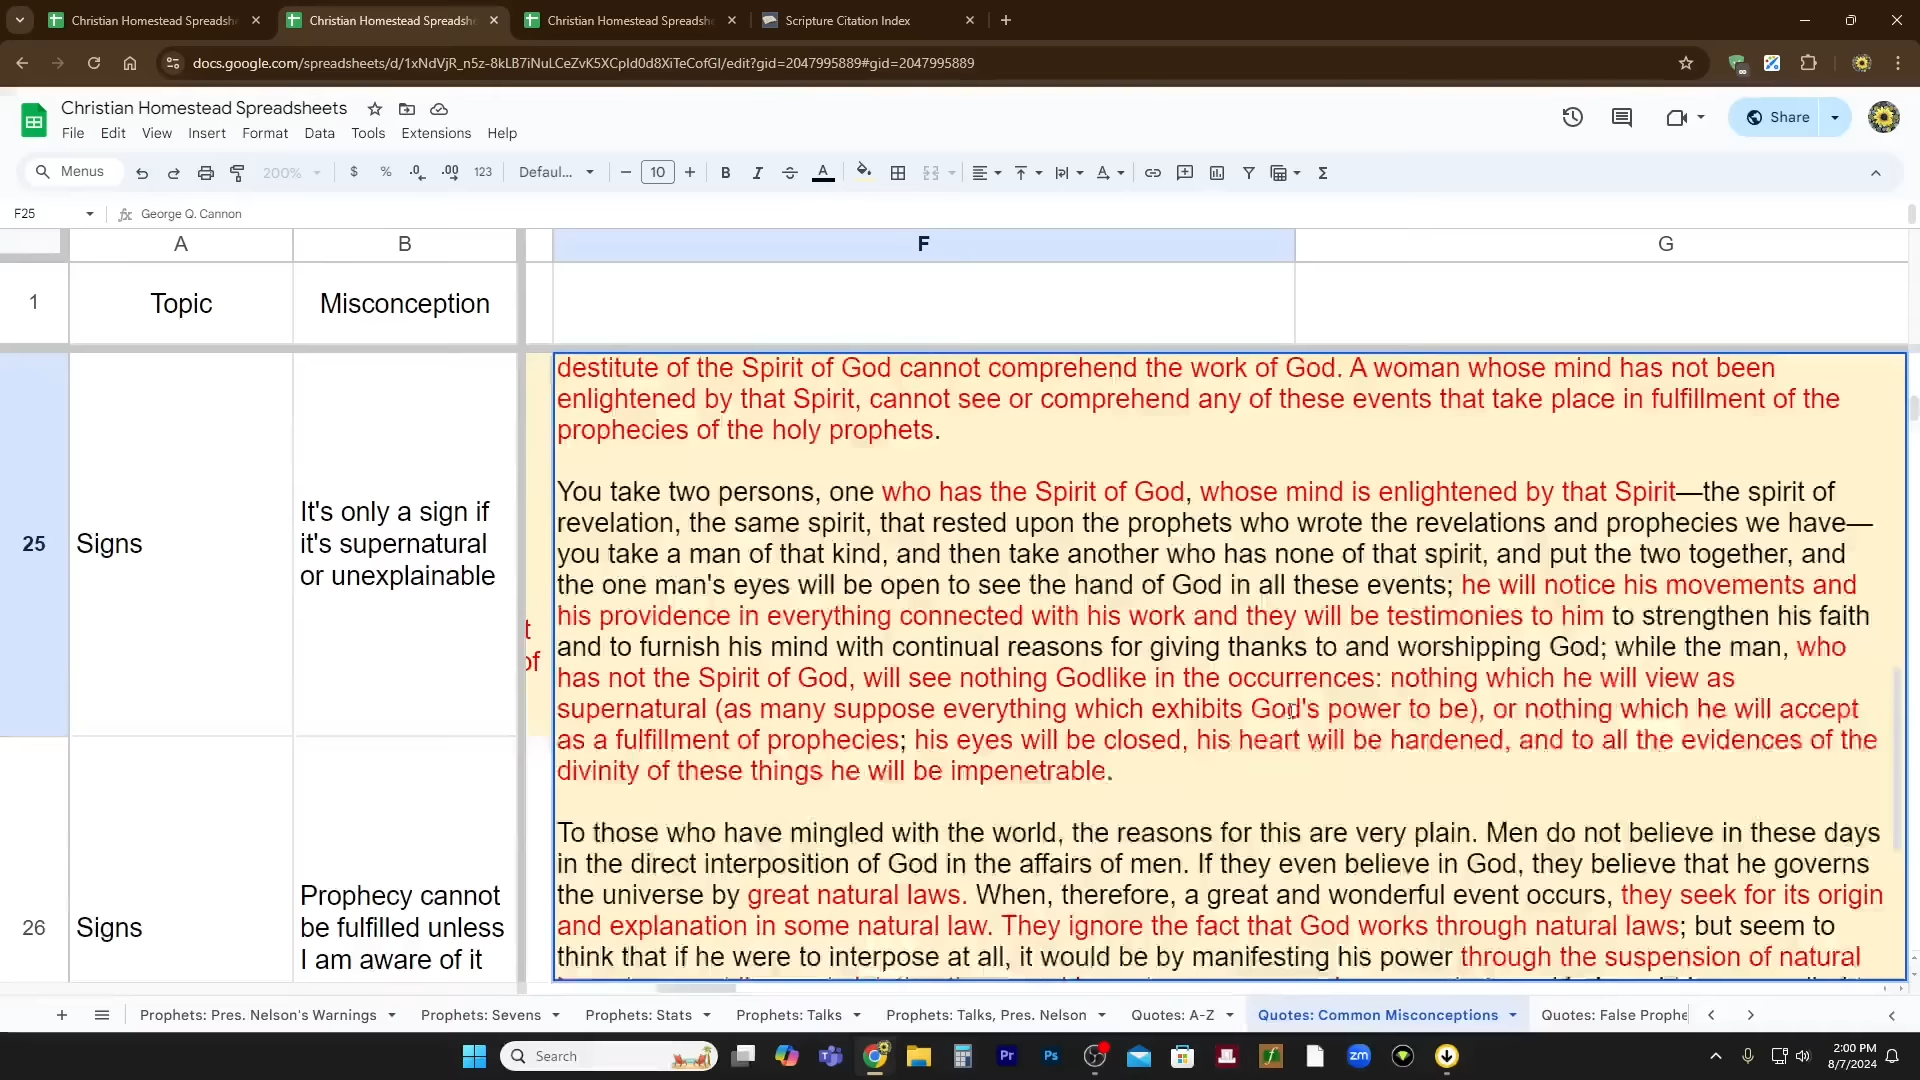 Christian Homestead Spreadsh
Christian Homestead Spreadsh
Christian Homestead Spreadsh
Scripture Citation Index
docs.google.com/spreadsheets/d/1xNdVjR_n5z-8kLB7iNuLCeZvK5XCpId0d8XiTeCofGI/edit?gid=2047995889#gid=2047995889
Christian Homestead Spreadsheets
File Edit View Insert Format Data Tools Extensions Help
Share
Menus 200% $ % .0 .00 123 Defaul... 10 B I A Σ
F25 fx George Q. Cannon
A B F G
1 Topic Misconception
destitute of the Spirit of God cannot comprehend the work of God. A woman whose mind has not been
enlightened by that Spirit, cannot see or comprehend any of these events that take place in fulfillment of the
prophecies of the holy prophets.
You take two persons, one who has the Spirit of God, whose mind is enlightened by that Spirit—the spirit of
revelation, the same spirit, that rested upon the prophets who wrote the revelations and prophecies we have—
you take a man of that kind, and then take another who has none of that spirit, and put the two together, and
the one man's eyes will be open to see the hand of God in all these events; he will notice his movements and
his providence in everything connected with his work and they will be testimonies to him to strengthen his faith
and to furnish his mind with continual reasons for giving thanks to and worshipping God; while the man, who
has not the Spirit of God, will see nothing Godlike in the occurrences: nothing which he will view as
supernatural (as many suppose everything which exhibits God's power to be), or nothing which he will accept
as a fulfillment of prophecies; his eyes will be closed, his heart will be hardened, and to all the evidences of the
divinity of these things he will be impenetrable.
To those who have mingled with the world, the reasons for this are very plain. Men do not believe in these days
in the direct interposition of God in the affairs of men. If they even believe in God, they believe that he governs
the universe by great natural laws. When, therefore, a great and wonderful event occurs, they seek for its origin
and explanation in some natural law. They ignore the fact that God works through natural laws; but seem to
think that if he were to interpose at all, it would be by manifesting his power through the suspension of natural
25 Signs
It's only a sign if
it's supernatural
or unexplainable
t
of
26 Signs
Prophecy cannot
be fulfilled unless
I am aware of it
Prophets: Pres. Nelson's Warnings Prophets: Sevens Prophets: Stats Prophets: Talks Prophets: Talks, Pres. Nelson Quotes: A-Z Quotes: Common Misconceptions Quotes: False Prophe
Search
Pr
Ps
zm
2:00 PM
8/7/2024